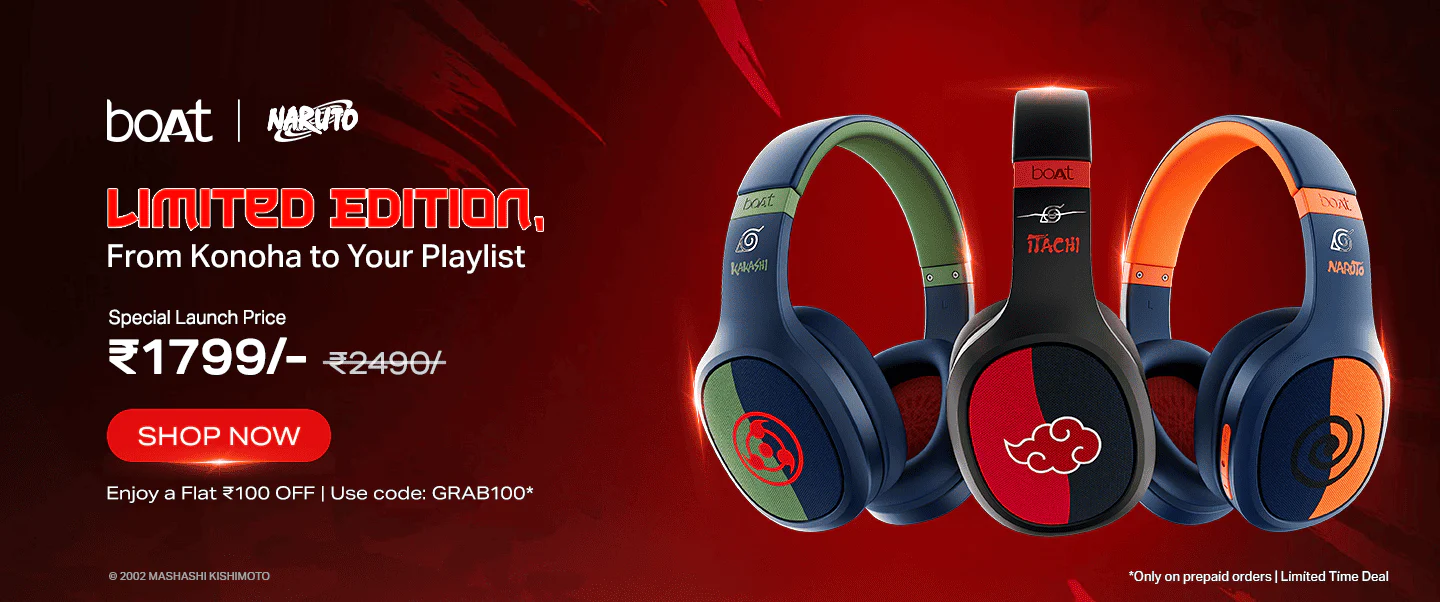 boAt | NARUTO
LIMITED EDITION,
From Konoha to Your Playlist
Special Launch Price
₹1799/- ₹2490/
SHOP NOW
Enjoy a Flat ₹100 OFF | Use code: GRAB100*
© 2002 MASHASHI KISHIMOTO
boAt
KAKASHI
boAt
ITACHI
boAt
NARUTO
L
*Only on prepaid orders | Limited Time Deal